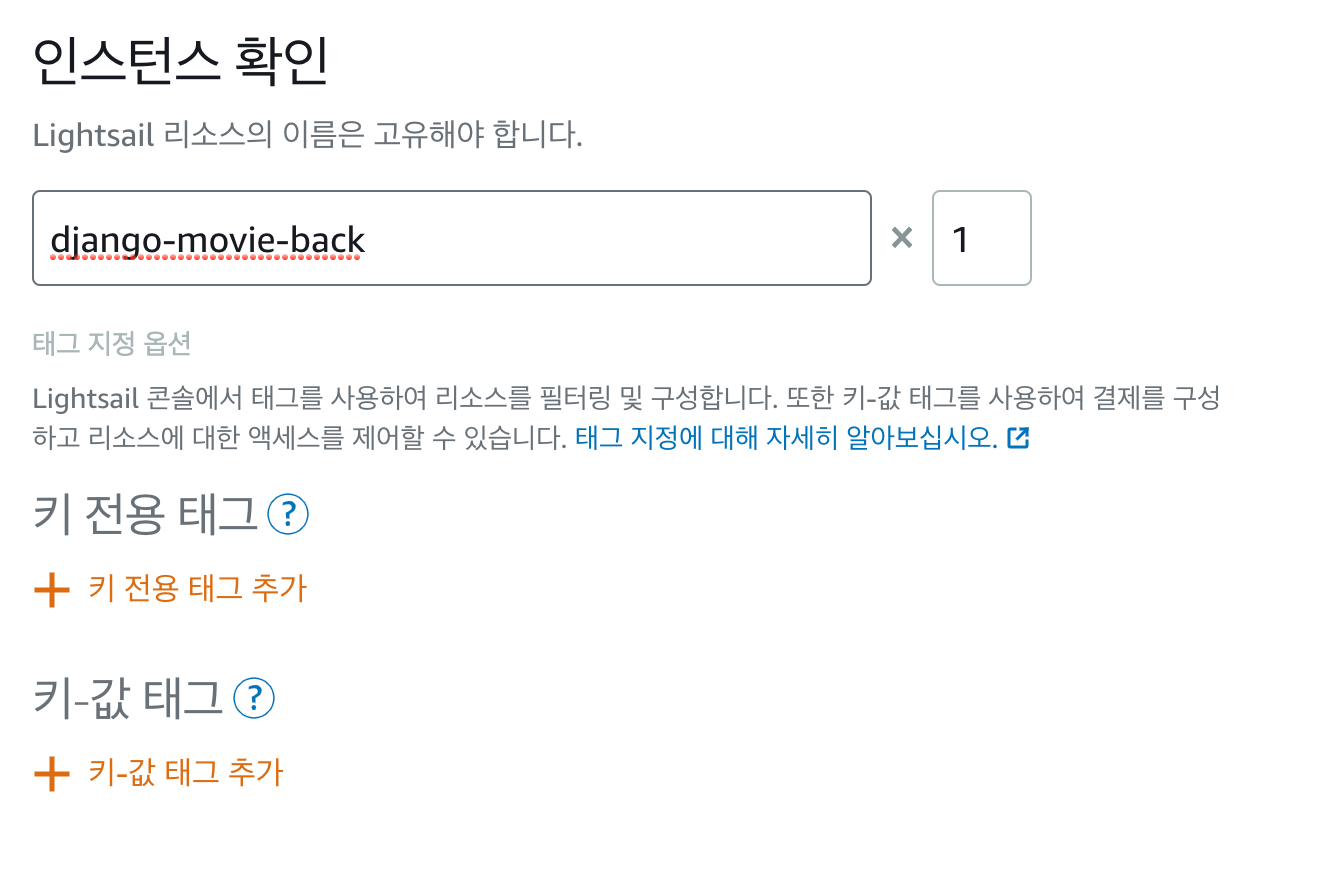 인스턴스 확인
Lightsail 리소스의 이름은 고유해야 합니다.
django-movie-back × 1
태그 지정 옵션
Lightsail 콘솔에서 태그를 사용하여 리소스를 필터링 및 구성합니다. 또한 키-값 태그를 사용하여 결제를 구성
하고 리소스에 대한 액세스를 제어할 수 있습니다. 태그 지정에 대해 자세히 알아보십시오.
키 전용 태그 ?
+ 키 전용 태그 추가
키-값 태그 ?
+ 키-값 태그 추가